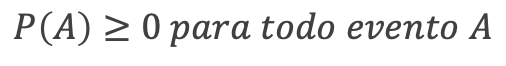 P(A) ≥ 0 para todo evento A